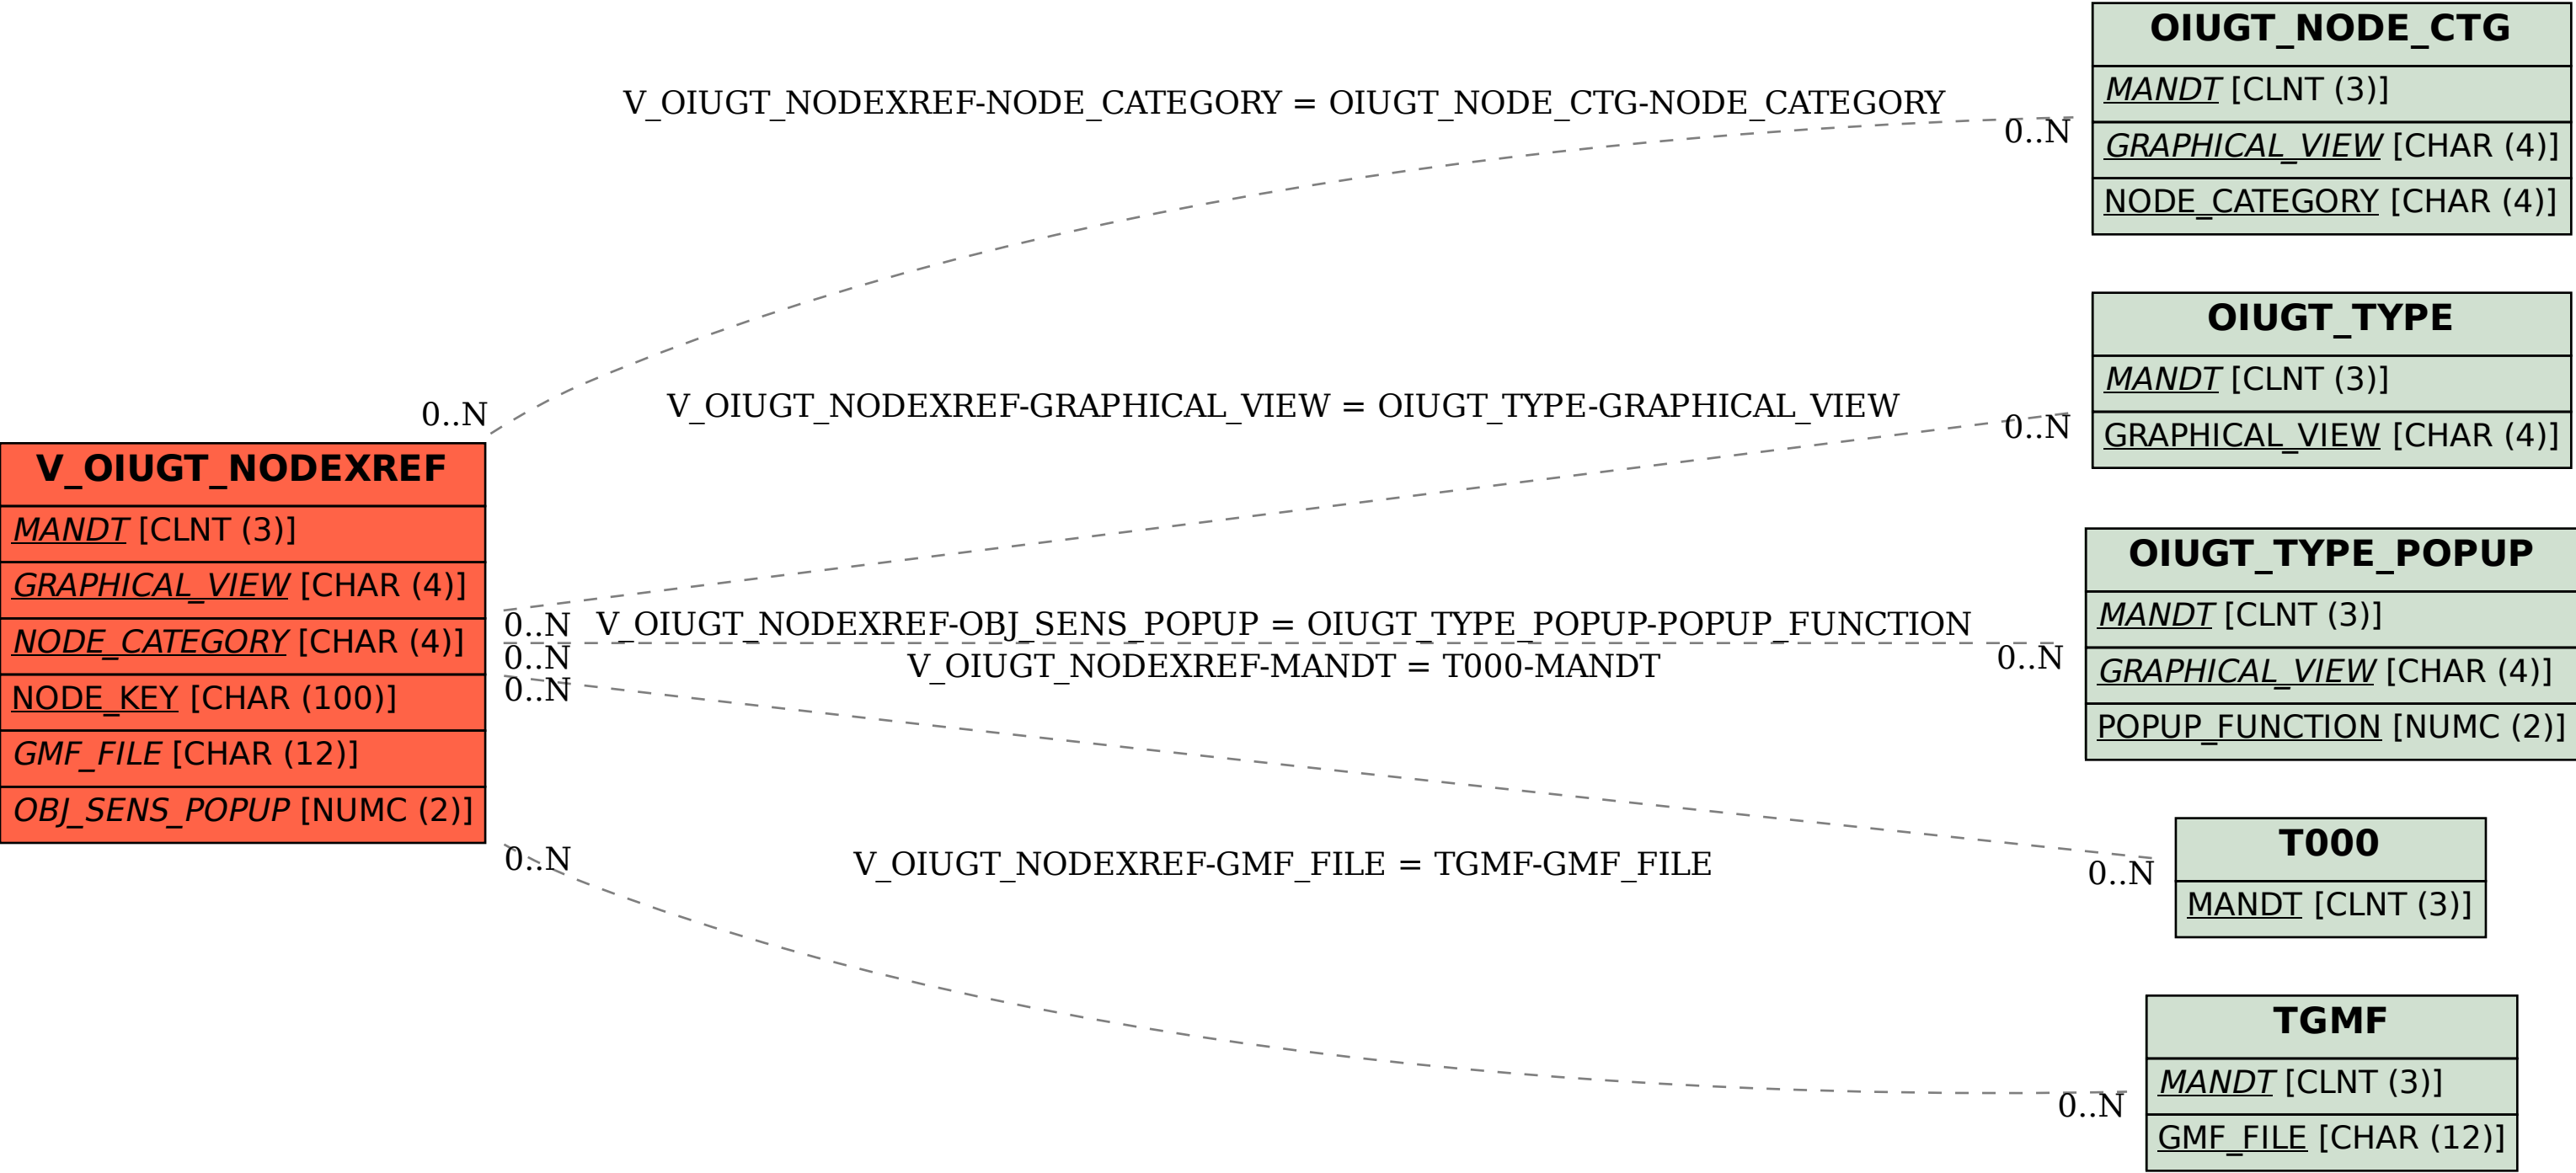 OIUGT_NODE_CTG
MANDT [CLNT (3)]
GRAPHICAL_VIEW [CHAR (4)]
NODE_CATEGORY [CHAR (4)]
V_OIUGT_NODEXREF-NODE_CATEGORY = OIUGT_NODE_CTG-NODE_CATEGORY
0..N
0..N
OIUGT_TYPE
MANDT [CLNT (3)]
GRAPHICAL_VIEW [CHAR (4)]
V_OIUGT_NODEXREF-GRAPHICAL_VIEW = OIUGT_TYPE-GRAPHICAL_VIEW
0..N
0..N
V_OIUGT_NODEXREF
MANDT [CLNT (3)]
GRAPHICAL_VIEW [CHAR (4)]
NODE_CATEGORY [CHAR (4)]
NODE_KEY [CHAR (100)]
GMF_FILE [CHAR (12)]
OBJ_SENS_POPUP [NUMC (2)]
V_OIUGT_NODEXREF-OBJ_SENS_POPUP = OIUGT_TYPE_POPUP-POPUP_FUNCTION
0..N
0..N
OIUGT_TYPE_POPUP
MANDT [CLNT (3)]
GRAPHICAL_VIEW [CHAR (4)]
POPUP_FUNCTION [NUMC (2)]
V_OIUGT_NODEXREF-MANDT = T000-MANDT
0..N
0..N
T000
MANDT [CLNT (3)]
V_OIUGT_NODEXREF-GMF_FILE = TGMF-GMF_FILE
0..N
0..N
TGMF
MANDT [CLNT (3)]
GMF_FILE [CHAR (12)]